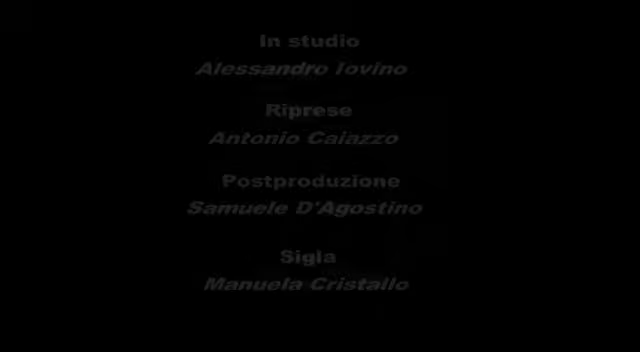 In studio
Alessandro Iovino
Riprese
Antonio Caiazzo
Postproduzione
Samuele D'Agostino
Sigla
Manuela Cristallo